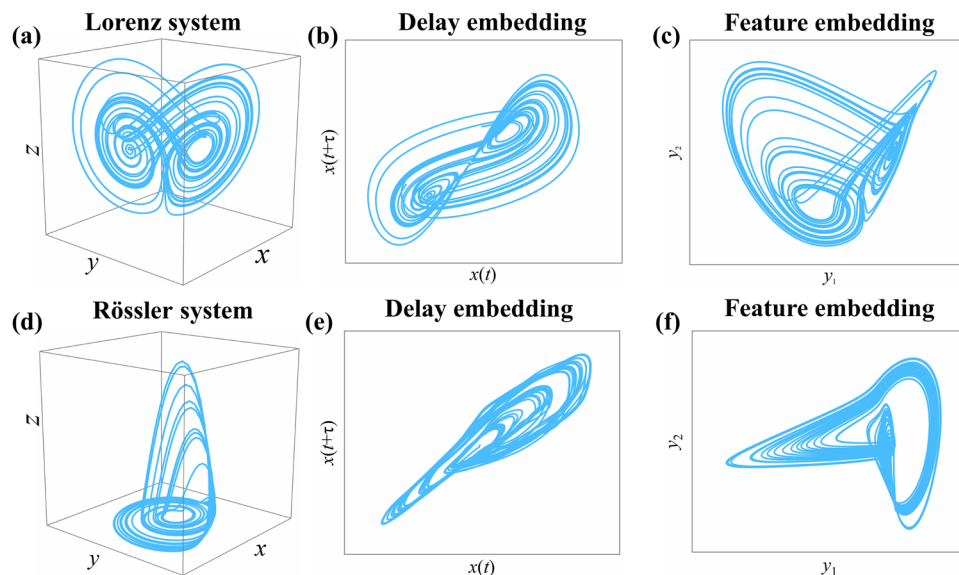 Lorenz system
Delay embedding
Feature embedding
(a)
(b)
(c)
z
y
x
x(t+τ)
x(t)
y₂
y₁
Rössler system
Delay embedding
Feature embedding
(d)
(e)
(f)
z
y
x
x(t+τ)
x(t)
y₂
y₁